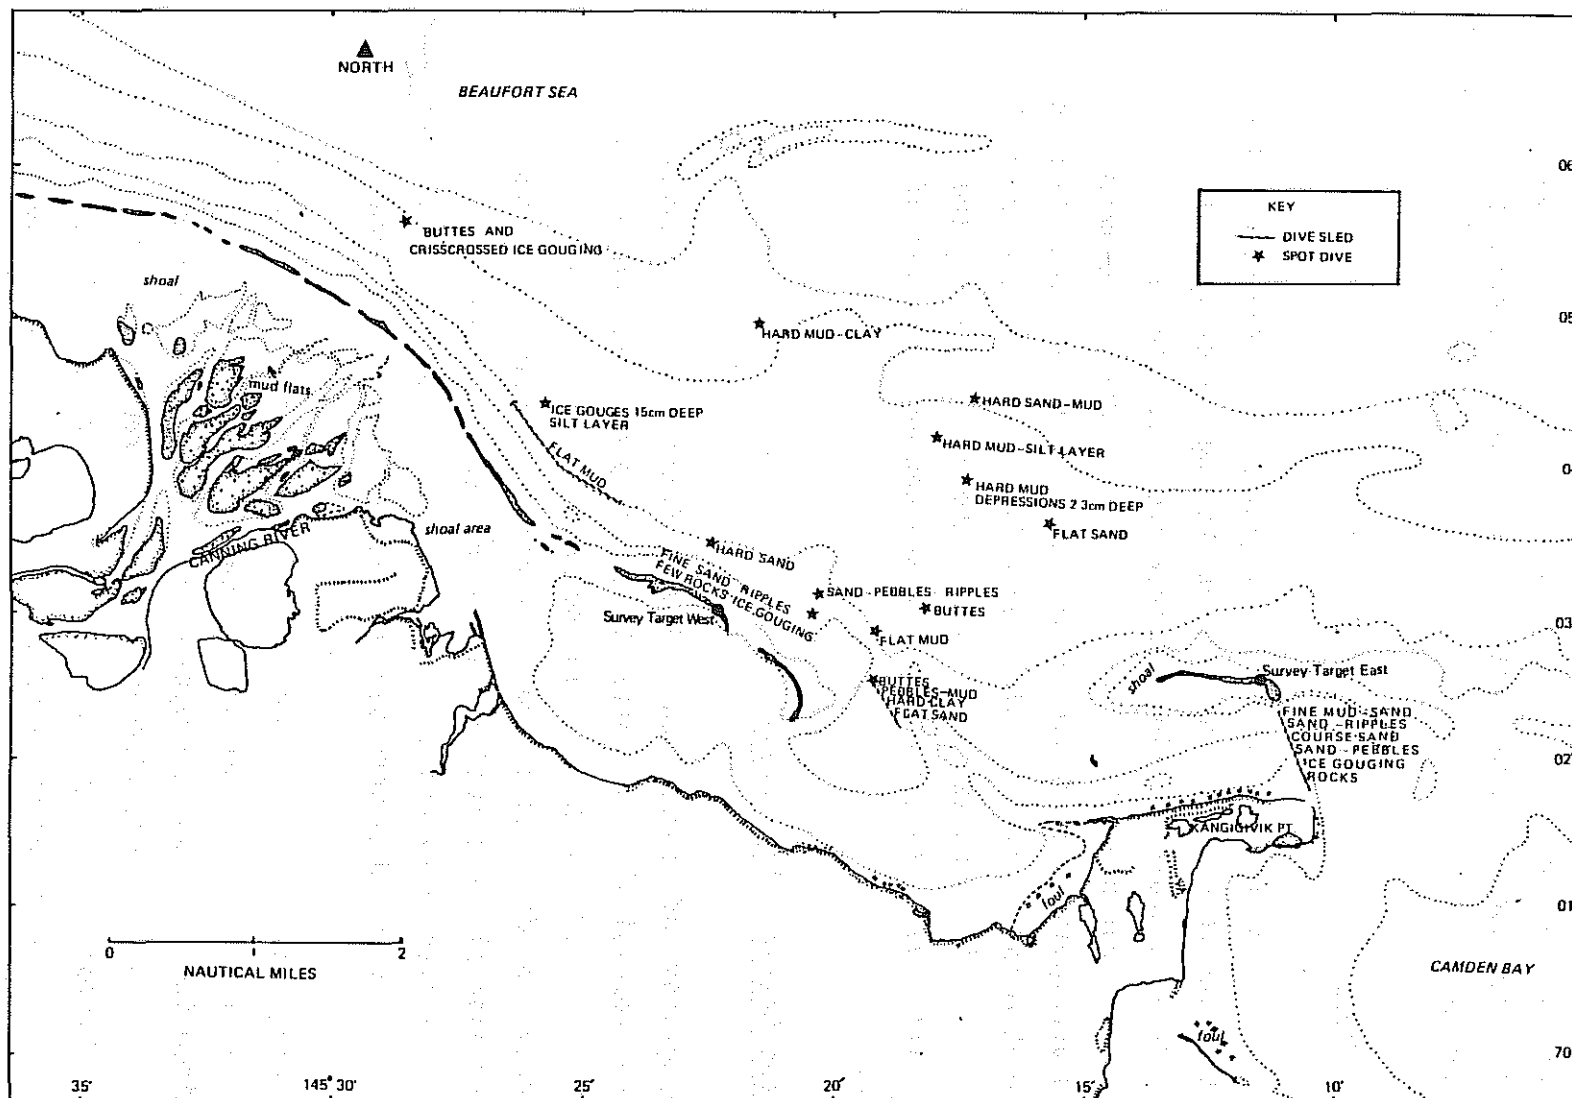 NORTH
BEAUFORT SEA
06
KEY
DIVE SLED
SPOT DIVE
BUTTES AND
CRISSCROSSED ICE GOUGING
shoal
05
HARD MUD-CLAY
mud flats
ICE GOUGES 15cm DEEP
SILT LAYER
HARD SAND-MUD
HARD MUD-SILT LAYER
FLAT MUD
04
HARD MUD
DEPRESSIONS 2 3cm DEEP
FLAT SAND
shoal area
CANNING RIVER
HARD SAND
FINE SAND-RIPPLES
FEW ROCKS-ICE GOUGING
SAND-PEBBLES RIPPLES
BUTTES
Survey Target West
FLAT MUD
03
shoal
Survey Target East
BUTTES
PEBBLES-MUD
HARD CLAY
FLAT SAND
FINE MUD-SAND
SAND-RIPPLES
COURSE SAND
SAND-PEBBLES
ICE GOUGING
ROCKS
02'
KANGIGIVIK PT
foul
01
0 1 2
NAUTICAL MILES
CAMDEN BAY
foul
70
35' 145° 30' 25' 20' 15' 10'